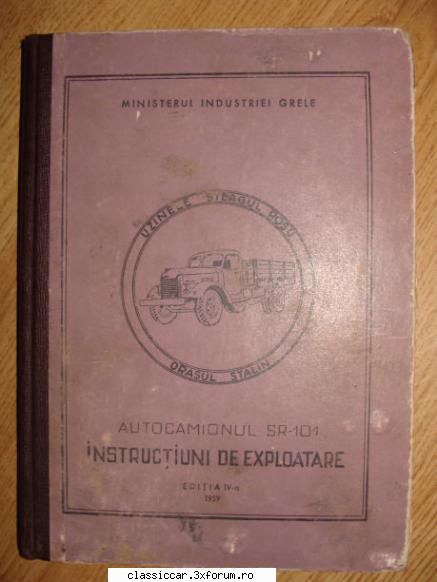 MINISTERUL INDUSTRIEI GRELE
UZINELE STEAGUL ROȘU
ORAȘUL STALIN
AUTOCAMIONUL SR-101
INSTRUCȚIUNI DE EXPLOATARE
EDIȚIA IV-a
1959
classiccar.3xforum.ro